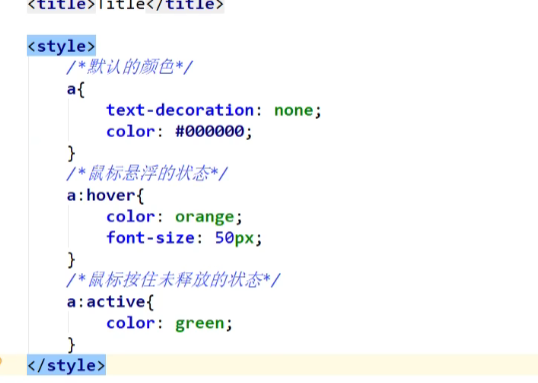 <title>Title</title>
<style>
/*默认的颜色*/
a{
text-decoration: none;
color: #000000;
}
/*鼠标悬浮的状态*/
a:hover{
color: orange;
font-size: 50px;
}
/*鼠标按住未释放的状态*/
a:active{
color: green;
}
</style>